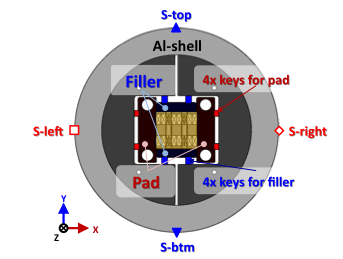 S-top
Al-shell
Filler
4x keys for pad
S-left
S-right
Pad
4x keys for filler
Y
X
Z
S-btm